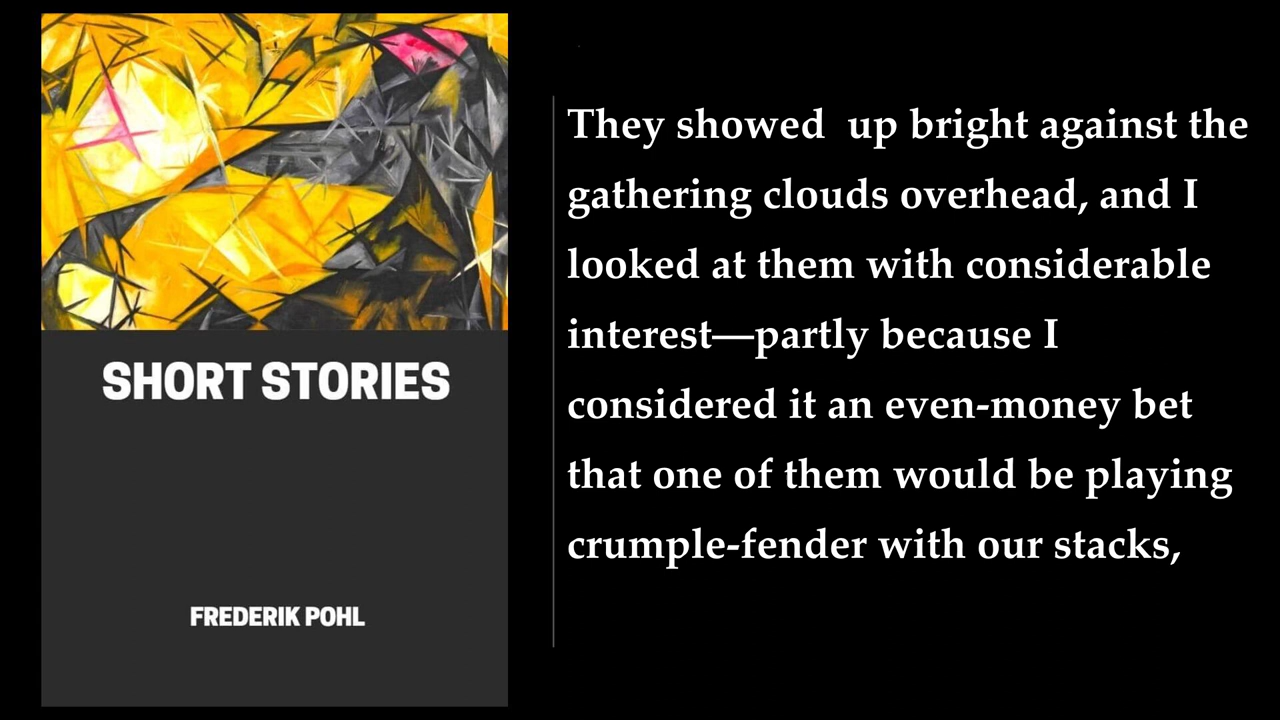 SHORT STORIES
FREDERIK POHL
They showed  up bright against the
gathering clouds overhead, and I
looked at them with considerable
interest—partly because I
considered it an even-money bet
that one of them would be playing
crumple-fender with our stacks,